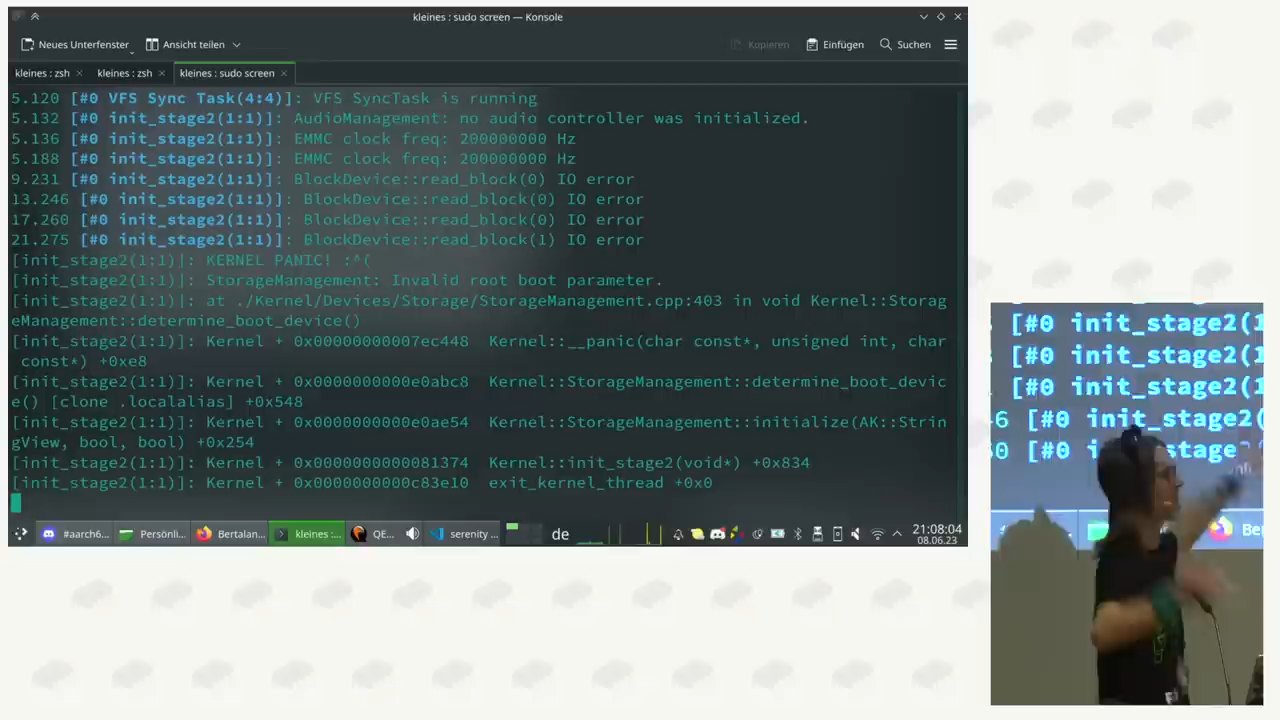 kleines : sudo screen — Konsole
Neues Unterfenster Ansicht teilen Kopieren Einfügen Suchen
kleines : zsh kleines : zsh kleines : sudo screen
5.120 [#0 VFS Sync Task(4:4)]: VFS SyncTask is running
5.132 [#0 init_stage2(1:1)]: AudioManagement: no audio controller was initialized.
5.136 [#0 init_stage2(1:1)]: EMMC clock freq: 200000000 Hz
5.188 [#0 init_stage2(1:1)]: EMMC clock freq: 200000000 Hz
9.231 [#0 init_stage2(1:1)]: BlockDevice::read_block(0) IO error
13.246 [#0 init_stage2(1:1)]: BlockDevice::read_block(0) IO error
17.260 [#0 init_stage2(1:1)]: BlockDevice::read_block(0) IO error
21.275 [#0 init_stage2(1:1)]: BlockDevice::read_block(1) IO error
[init_stage2(1:1)]: KERNEL PANIC! :^(
[init_stage2(1:1)]: StorageManagement: Invalid root boot parameter.
[init_stage2(1:1)]: at ./Kernel/Devices/Storage/StorageManagement.cpp:403 in void Kernel::Storag
eManagement::determine_boot_device()
[init_stage2(1:1)]: Kernel + 0x00000000007ec448 Kernel::__panic(char const*, unsigned int, char
const*) +0xe8
[init_stage2(1:1)]: Kernel + 0x0000000000e0abc8 Kernel::StorageManagement::determine_boot_devic
e() [clone .localalias] +0x548
[init_stage2(1:1)]: Kernel + 0x0000000000e0ae54 Kernel::StorageManagement::initialize(AK::Strin
gView, bool, bool) +0x254
[init_stage2(1:1)]: Kernel + 0x0000000000081374 Kernel::init_stage2(void*) +0x834
[init_stage2(1:1)]: Kernel + 0x0000000000c83e10 exit_kernel_thread +0x0
#aarch6... Persönli... Bertalan... kleines :... QE... serenity ... de 21:08:04
08.06.23
[#0 init_stage2(1
[#0 init_stage2(1
[#0 init_stage2(1
6 [#0 init_stage2(
0 [#0 init_stage
Be